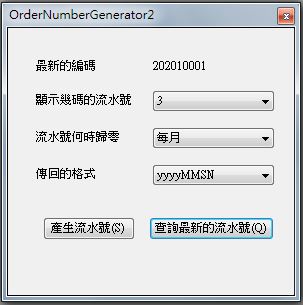 OrderNumberGenerator2
最新的編碼 202010001
顯示幾碼的流水號 3
流水號何時歸零 每月
傳回的格式 yyyyMMSN
產生流水號(S) 查詢最新的流水號(Q)